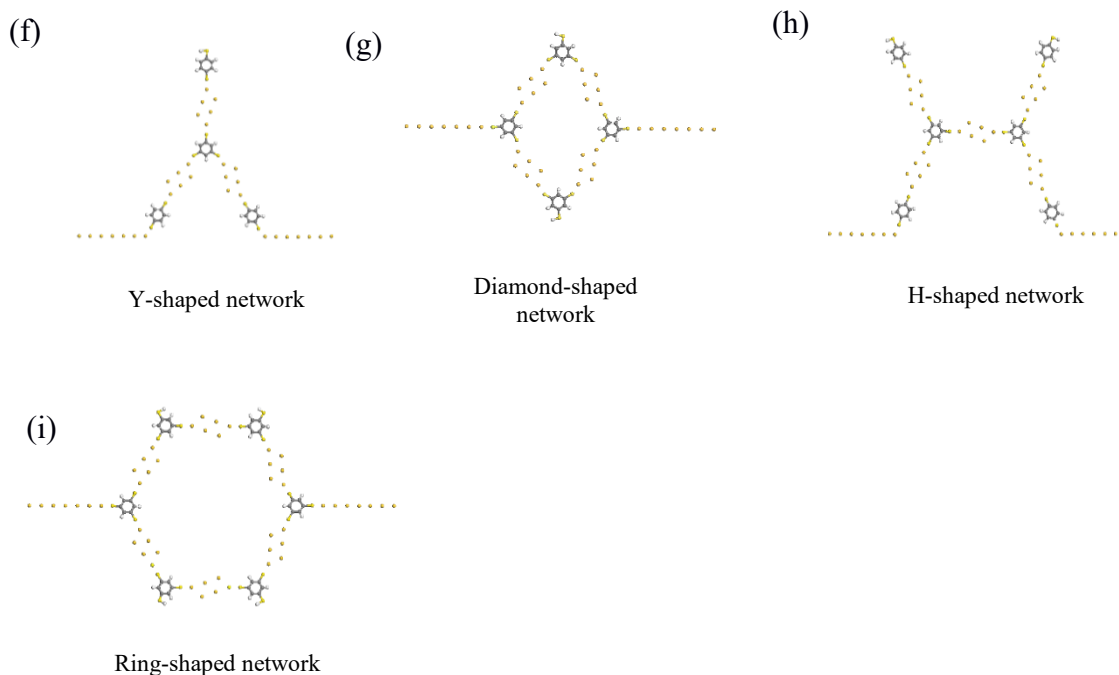 (f)
(g)
(h)
Y-shaped network
Diamond-shaped
network
H-shaped network
(i)
Ring-shaped network